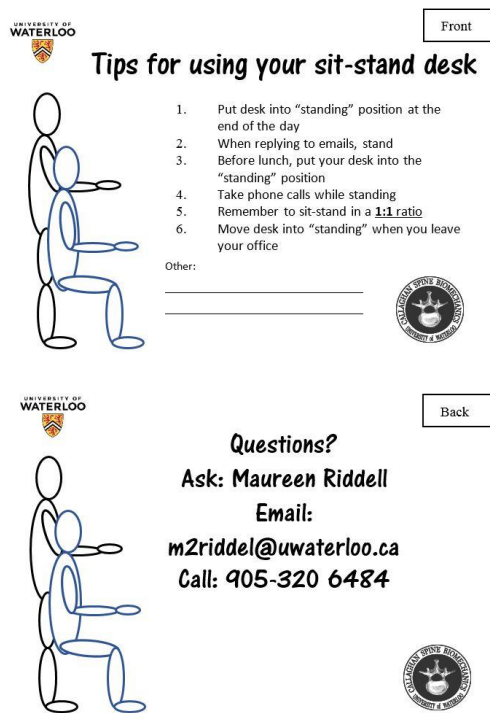 UNIVERSITY OF
WATERLOO
Front
Tips for using your sit-stand desk
1. Put desk into “standing” position at the
end of the day
2. When replying to emails, stand
3. Before lunch, put your desk into the
“standing” position
4. Take phone calls while standing
5. Remember to sit-stand in a 1:1 ratio
6. Move desk into “standing” when you leave
your office
Other:
CALLAGHAN SPINE BIOMECHANICS
UNIVERSITY of WATERLOO
UNIVERSITY OF
WATERLOO
Back
Questions?
Ask: Maureen Riddell
Email:
m2riddel@uwaterloo.ca
Call: 905-320 6484
CALLAGHAN SPINE BIOMECHANICS
UNIVERSITY of WATERLOO